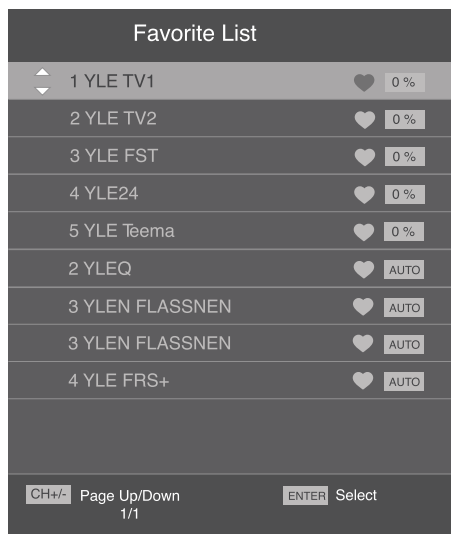 Favorite List
1 YLE TV1 0 %
2 YLE TV2 0 %
3 YLE FST 0 %
4 YLE24 0 %
5 YLE Teema 0 %
2 YLEQ AUTO
3 YLEN FLASSNEN AUTO
3 YLEN FLASSNEN AUTO
4 YLE FRS+ AUTO
CH+/- Page Up/Down ENTER Select
1/1